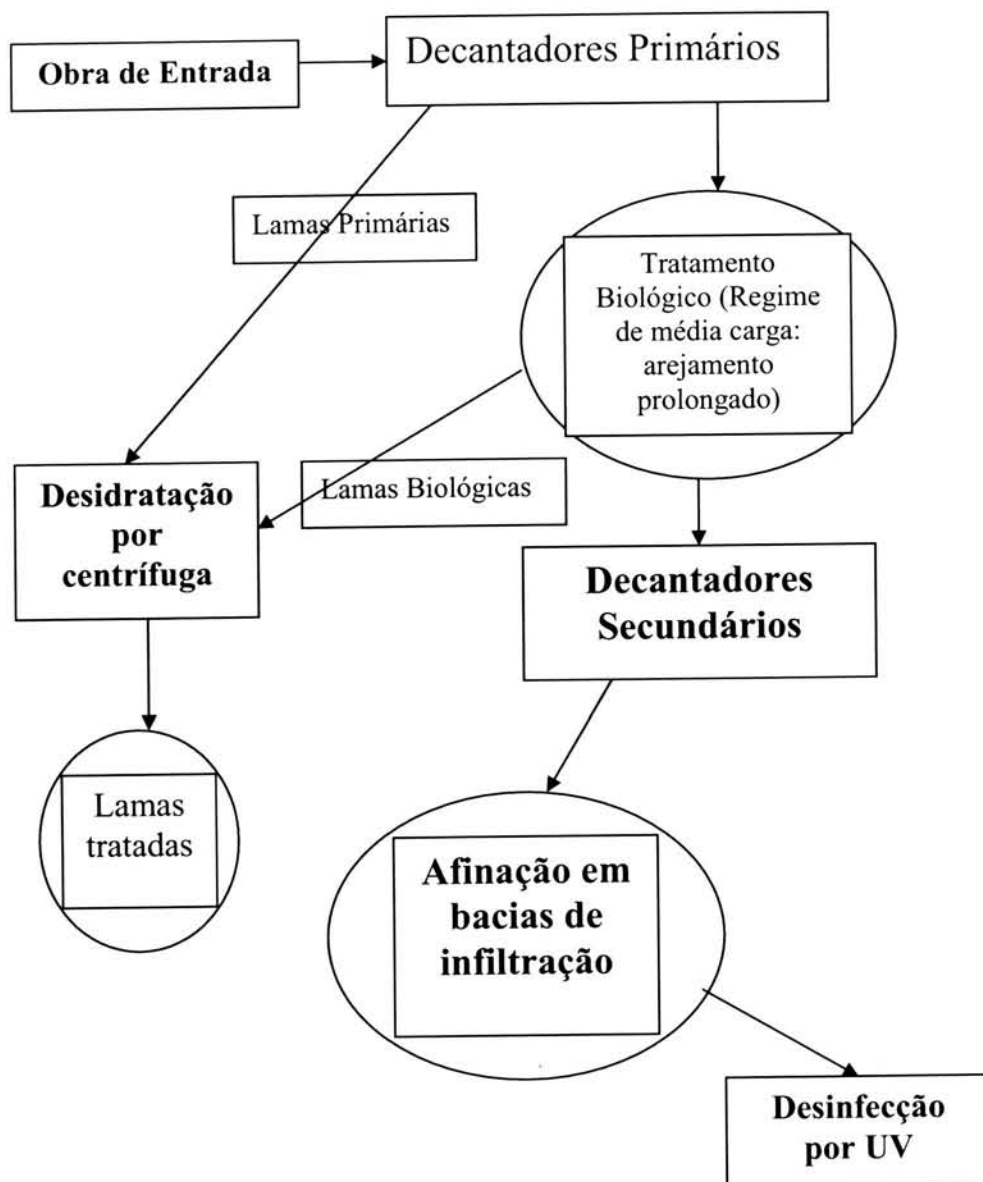 Obra de Entrada
Decantadores Primários
Lamas Primárias
Tratamento
Biológico (Regime
de média carga:
arejamento
prolongado)
Desidratação
por
centrífuga
Lamas Biológicas
Decantadores
Secundários
Lamas
tratadas
Afinação em
bacias de
infiltração
Desinfecção
por UV